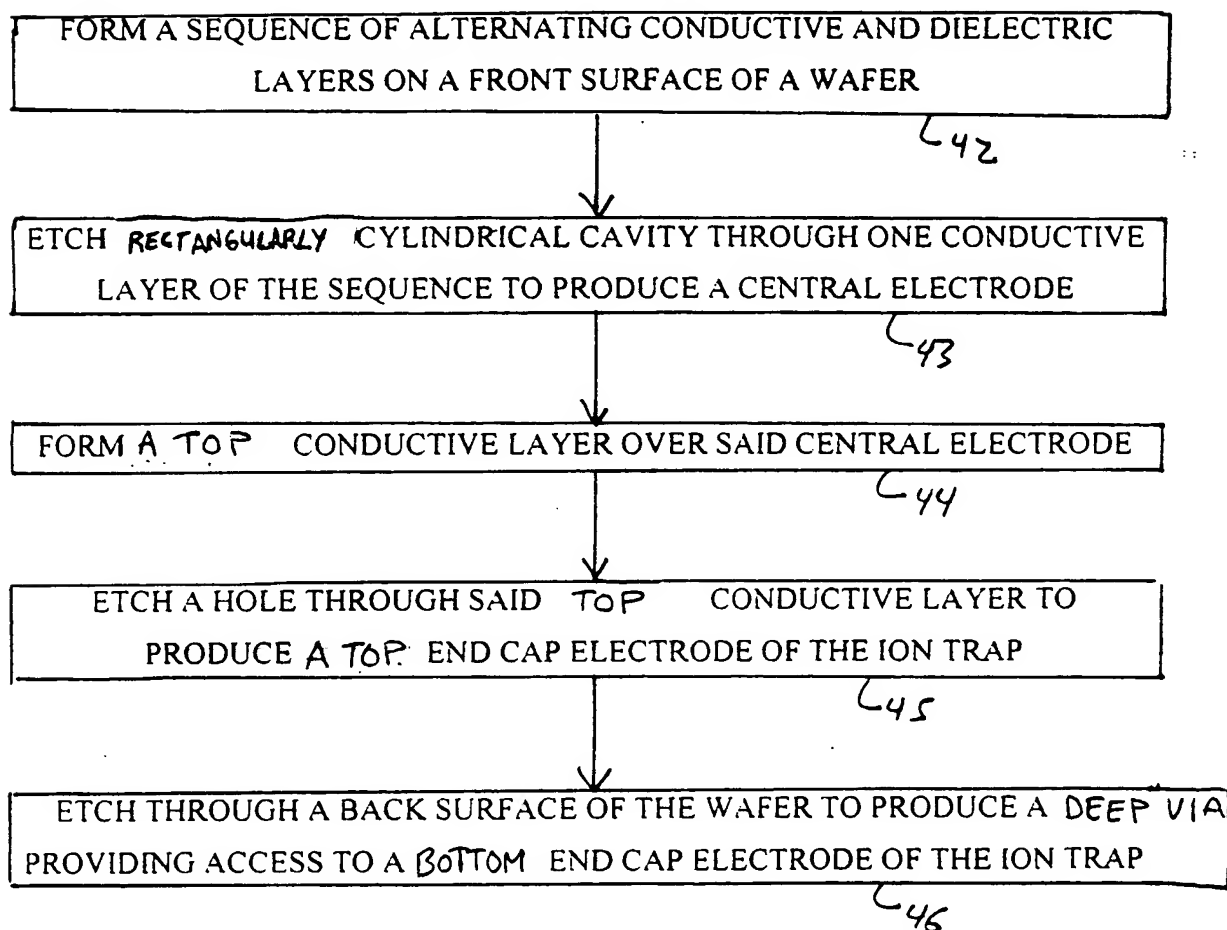 FORM A SEQUENCE OF ALTERNATING CONDUCTIVE AND DIELECTRIC
LAYERS ON A FRONT SURFACE OF A WAFER
42
ETCH RECTANGULARLY CYLINDRICAL CAVITY THROUGH ONE CONDUCTIVE
LAYER OF THE SEQUENCE TO PRODUCE A CENTRAL ELECTRODE
43
FORM A TOP CONDUCTIVE LAYER OVER SAID CENTRAL ELECTRODE
44
ETCH A HOLE THROUGH SAID TOP CONDUCTIVE LAYER TO
PRODUCE A TOP END CAP ELECTRODE OF THE ION TRAP
45
ETCH THROUGH A BACK SURFACE OF THE WAFER TO PRODUCE A DEEP VIA
PROVIDING ACCESS TO A BOTTOM END CAP ELECTRODE OF THE ION TRAP
46